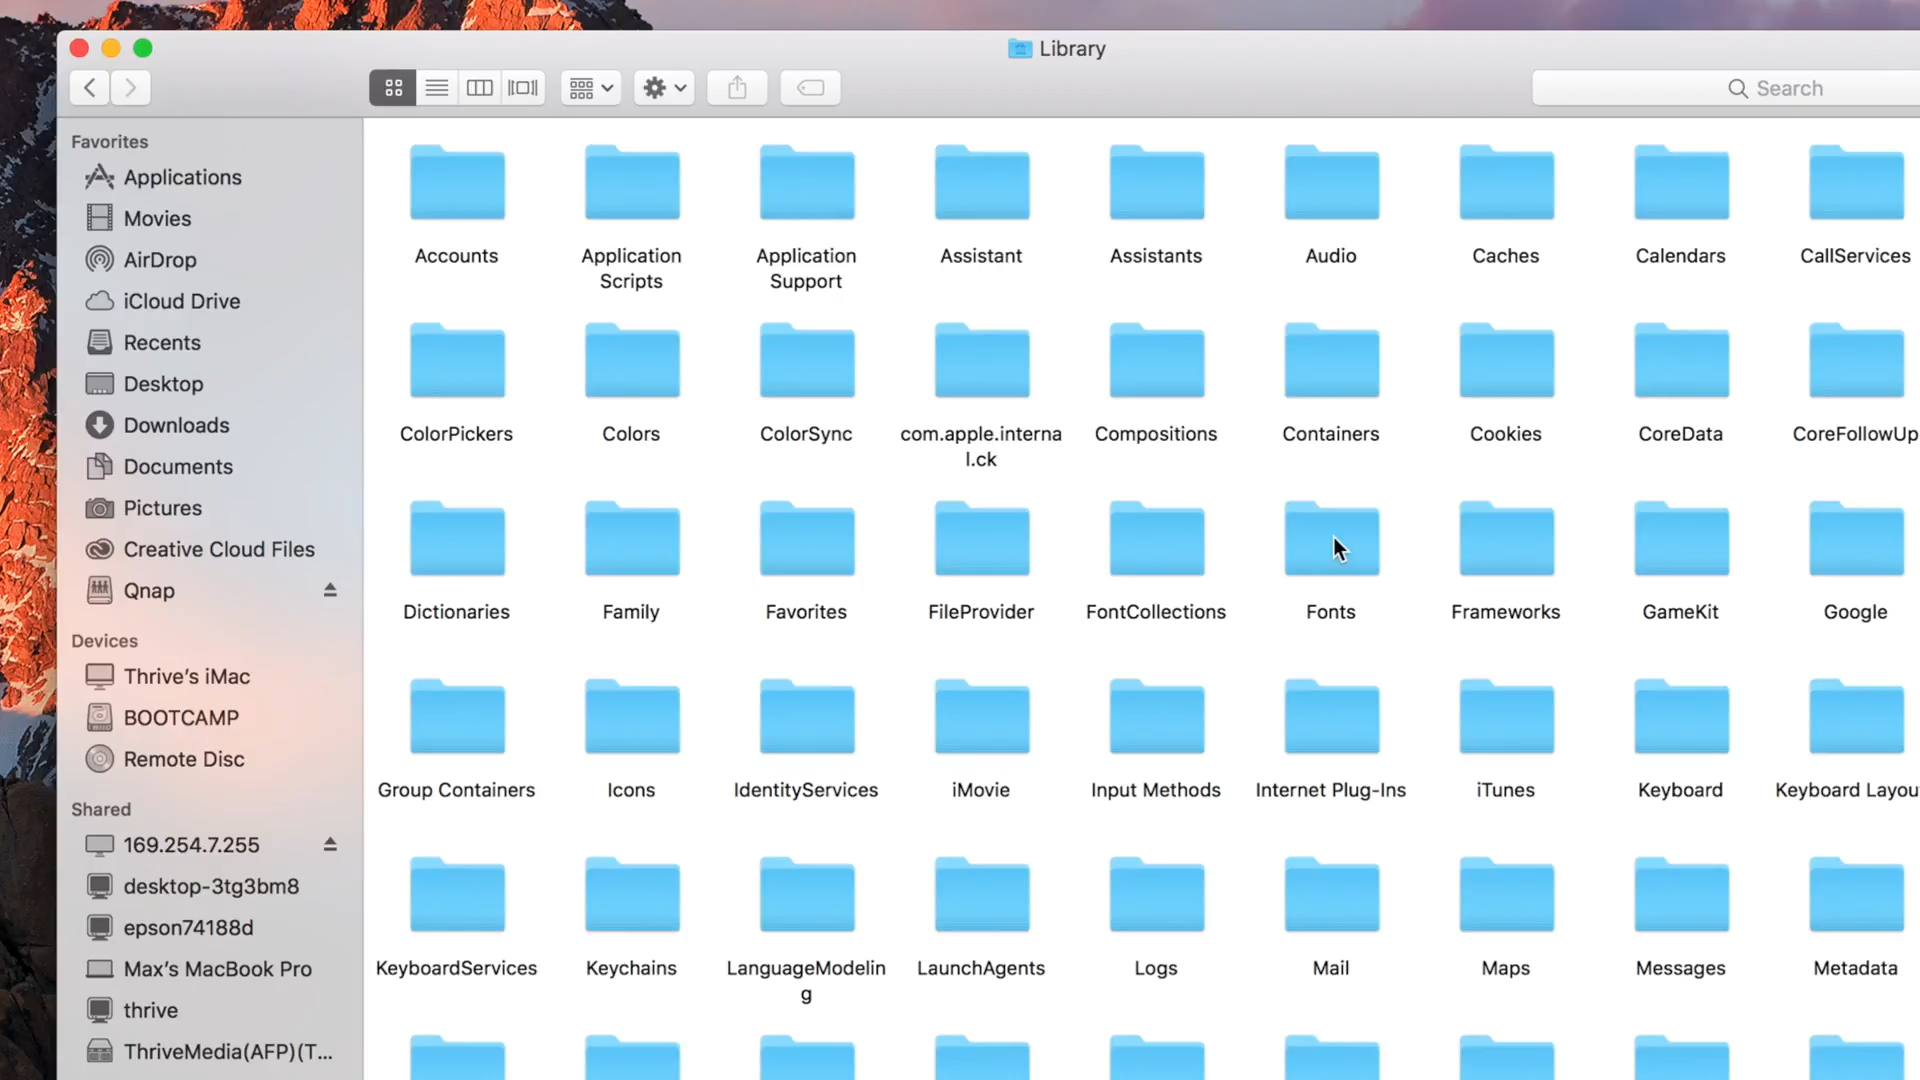 Library
Search
Favorites
Applications
Movies
AirDrop
iCloud Drive
Recents
Desktop
Downloads
Documents
Pictures
Creative Cloud Files
Qnap
Devices
Thrive's iMac
BOOTCAMP
Remote Disc
Shared
169.254.7.255
desktop-3tg3bm8
epson74188d
Max's MacBook Pro
thrive
ThriveMedia(AFP)(T...
Accounts
Application
Scripts
Application
Support
Assistant
Assistants
Audio
Caches
Calendars
CallServices
ColorPickers
Colors
ColorSync
com.apple.interna
l.ck
Compositions
Containers
Cookies
CoreData
CoreFollowUp
Dictionaries
Family
Favorites
FileProvider
FontCollections
Fonts
Frameworks
GameKit
Google
Group Containers
Icons
IdentityServices
iMovie
Input Methods
Internet Plug-Ins
iTunes
Keyboard
Keyboard Layou
KeyboardServices
Keychains
LanguageModelin
g
LaunchAgents
Logs
Mail
Maps
Messages
Metadata